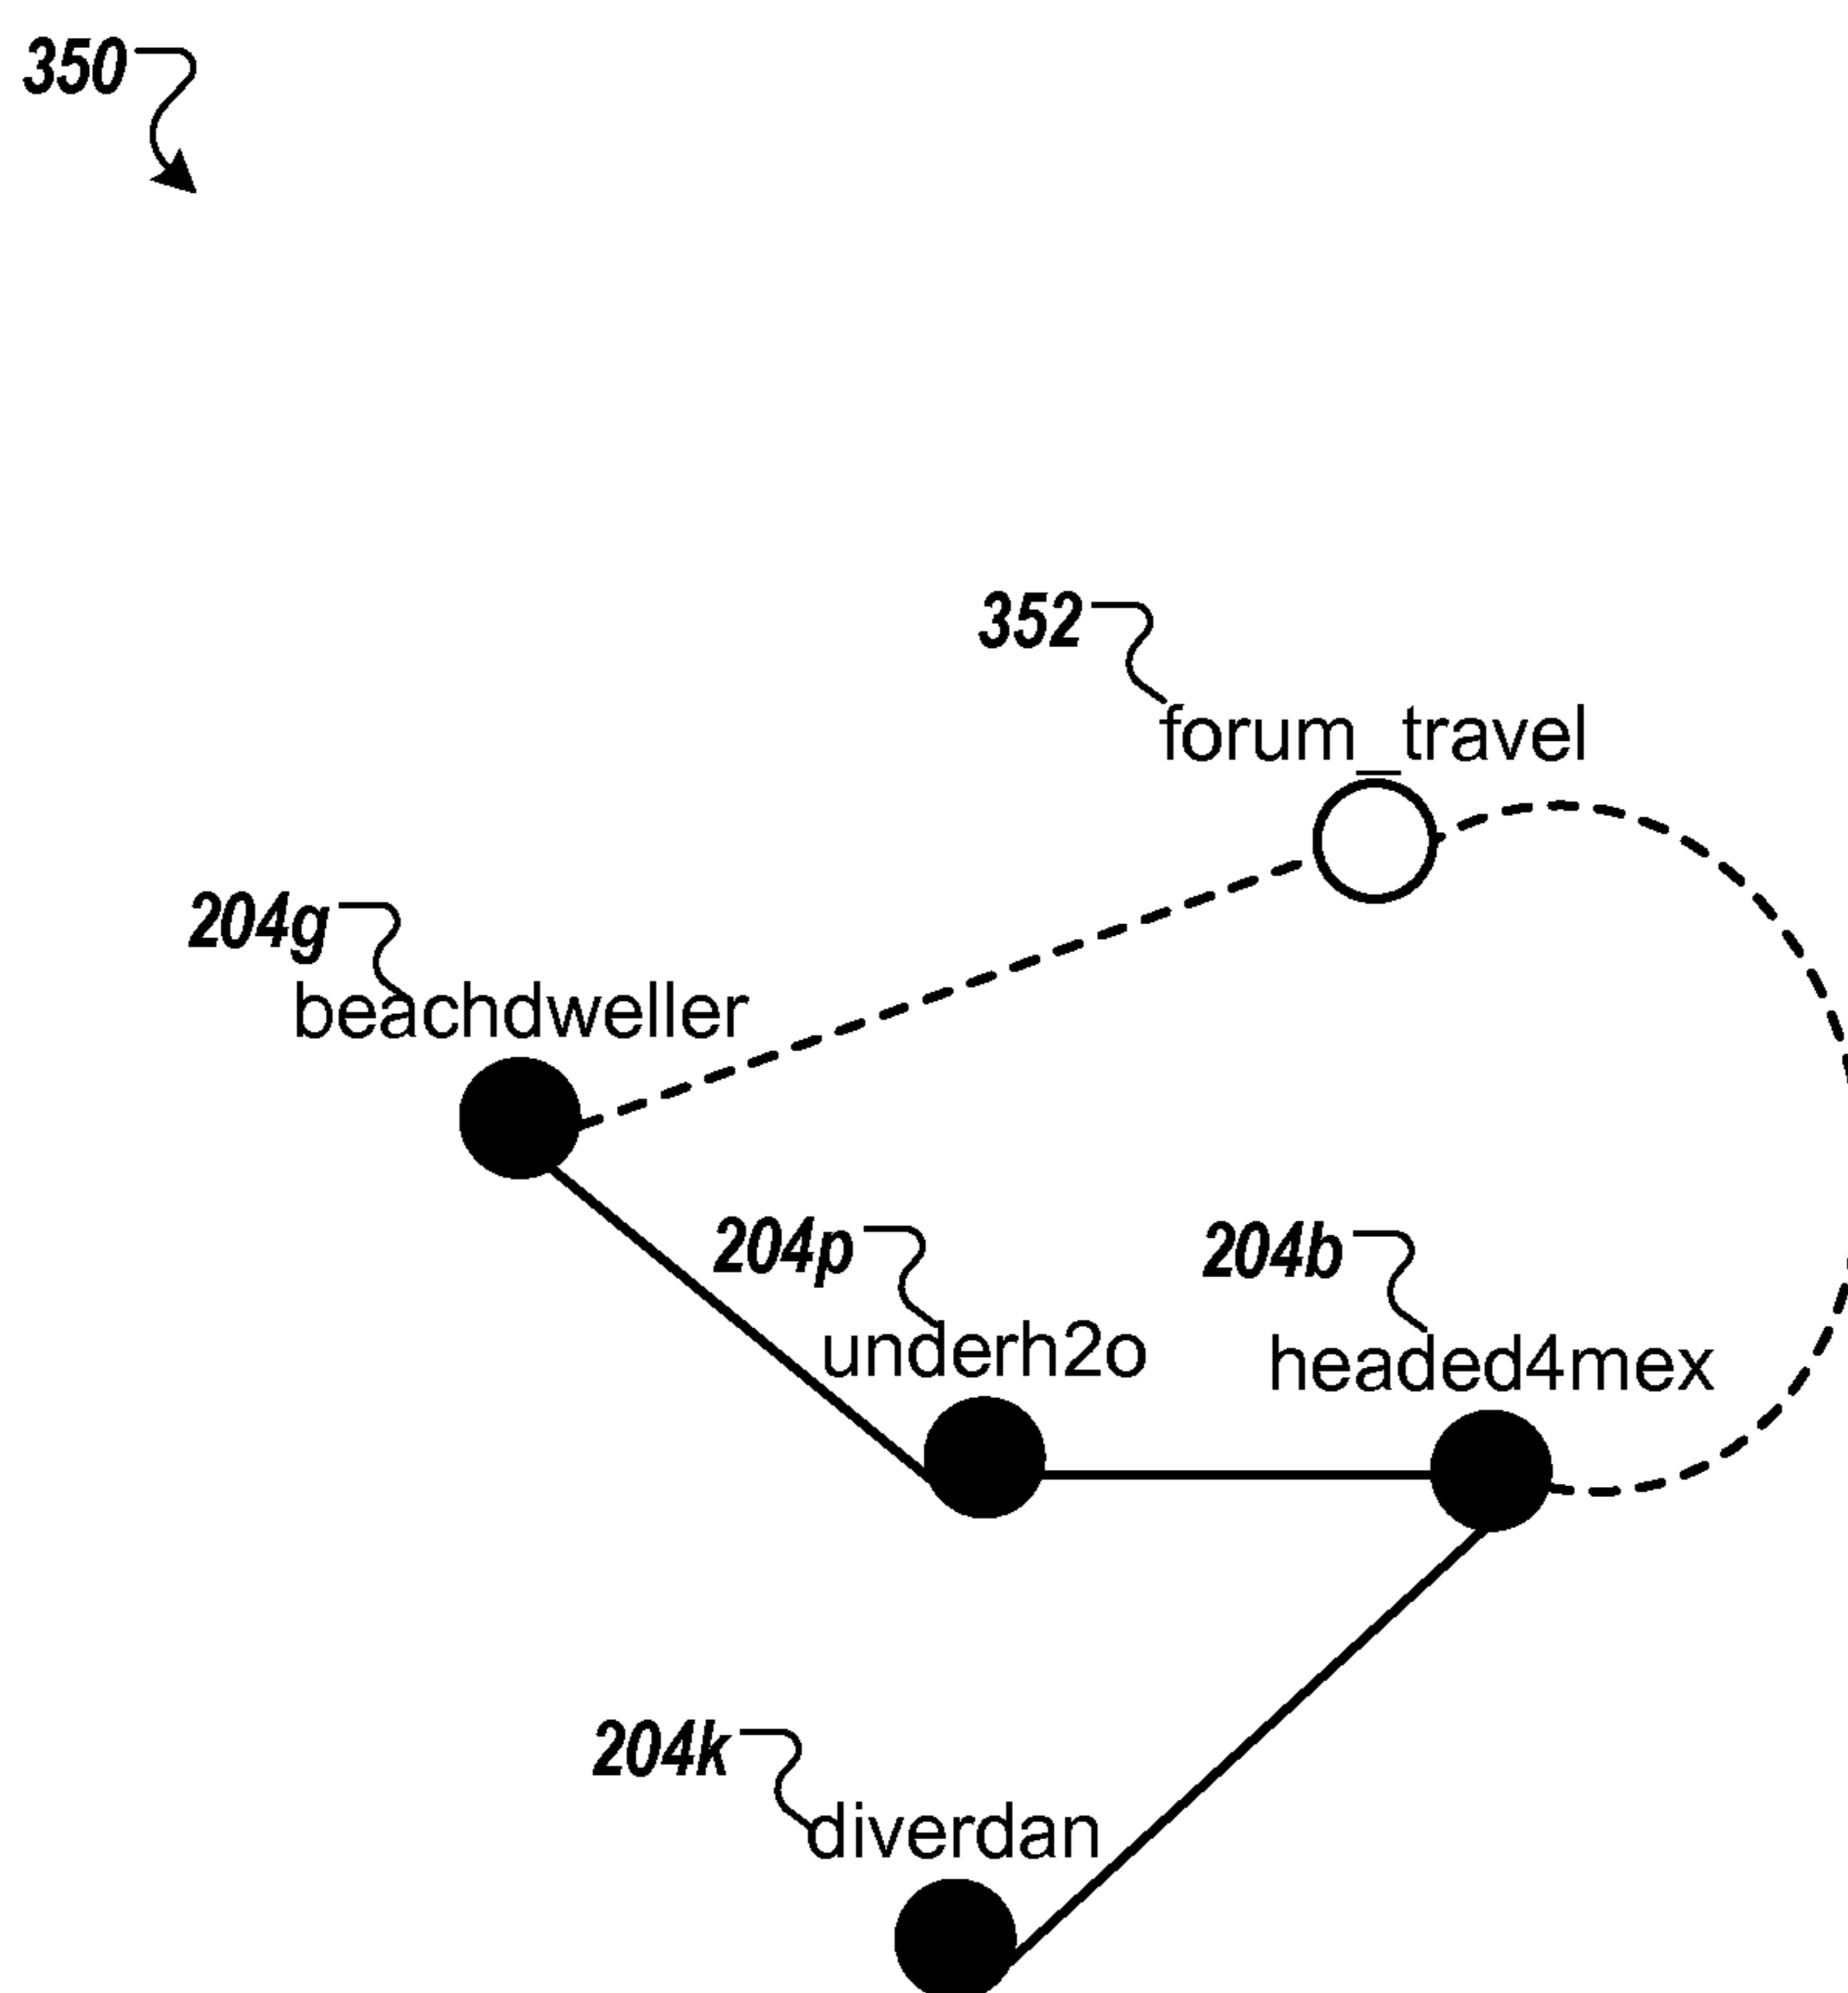 350
352
forum_travel
204g
beachdweller
204p
204b
underh2o
headed4mex
204k
diverdan